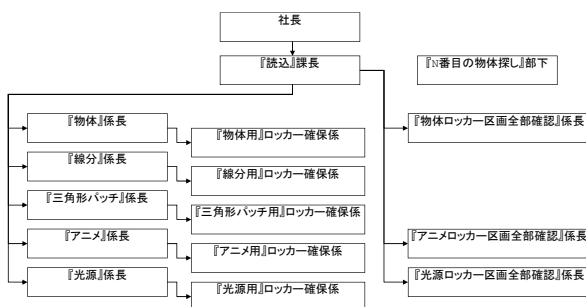 社長
『読込』課長
『N番目の物体探し』部下
『物体』係長
『物体用』ロッカー確保係
『物体ロッカー区画全部確認』係長
『線分』係長
『線分用』ロッカー確保係
『三角形パッチ』係長
『三角形パッチ用』ロッカー確保係
『アニメ』係長
『アニメ用』ロッカー確保係
『アニメロッカー区画全部確認』係長
『光源』係長
『光源用』ロッカー確保係
『光源ロッカー区画全部確認』係長